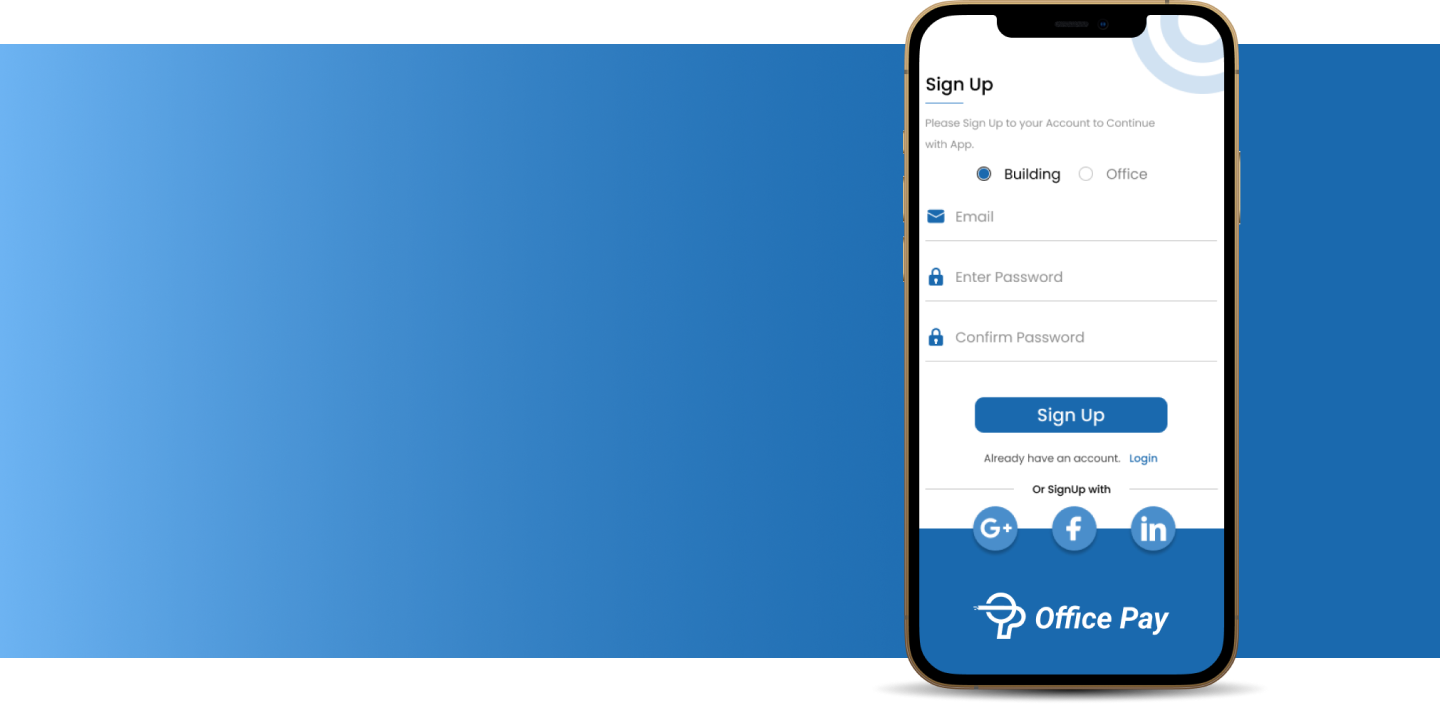 Sign Up
Please Sign Up to your Account to Continue
with App.
Building Office
Email
Enter Password
Confirm Password
Sign Up
Already have an account. Login
Or SignUp with
G+ f in
Office Pay